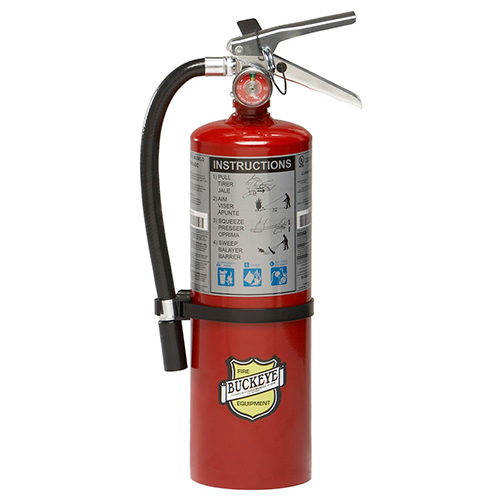 INSTRUCTIONS
1) PULL
TIRER
JALE
2) AIM
VISER
APUNTE
3) SQUEEZE
PRESSER
OPRIMA
4) SWEEP
BALAYER
BARRER
FIRE
BUCKEYE
EQUIPMENT